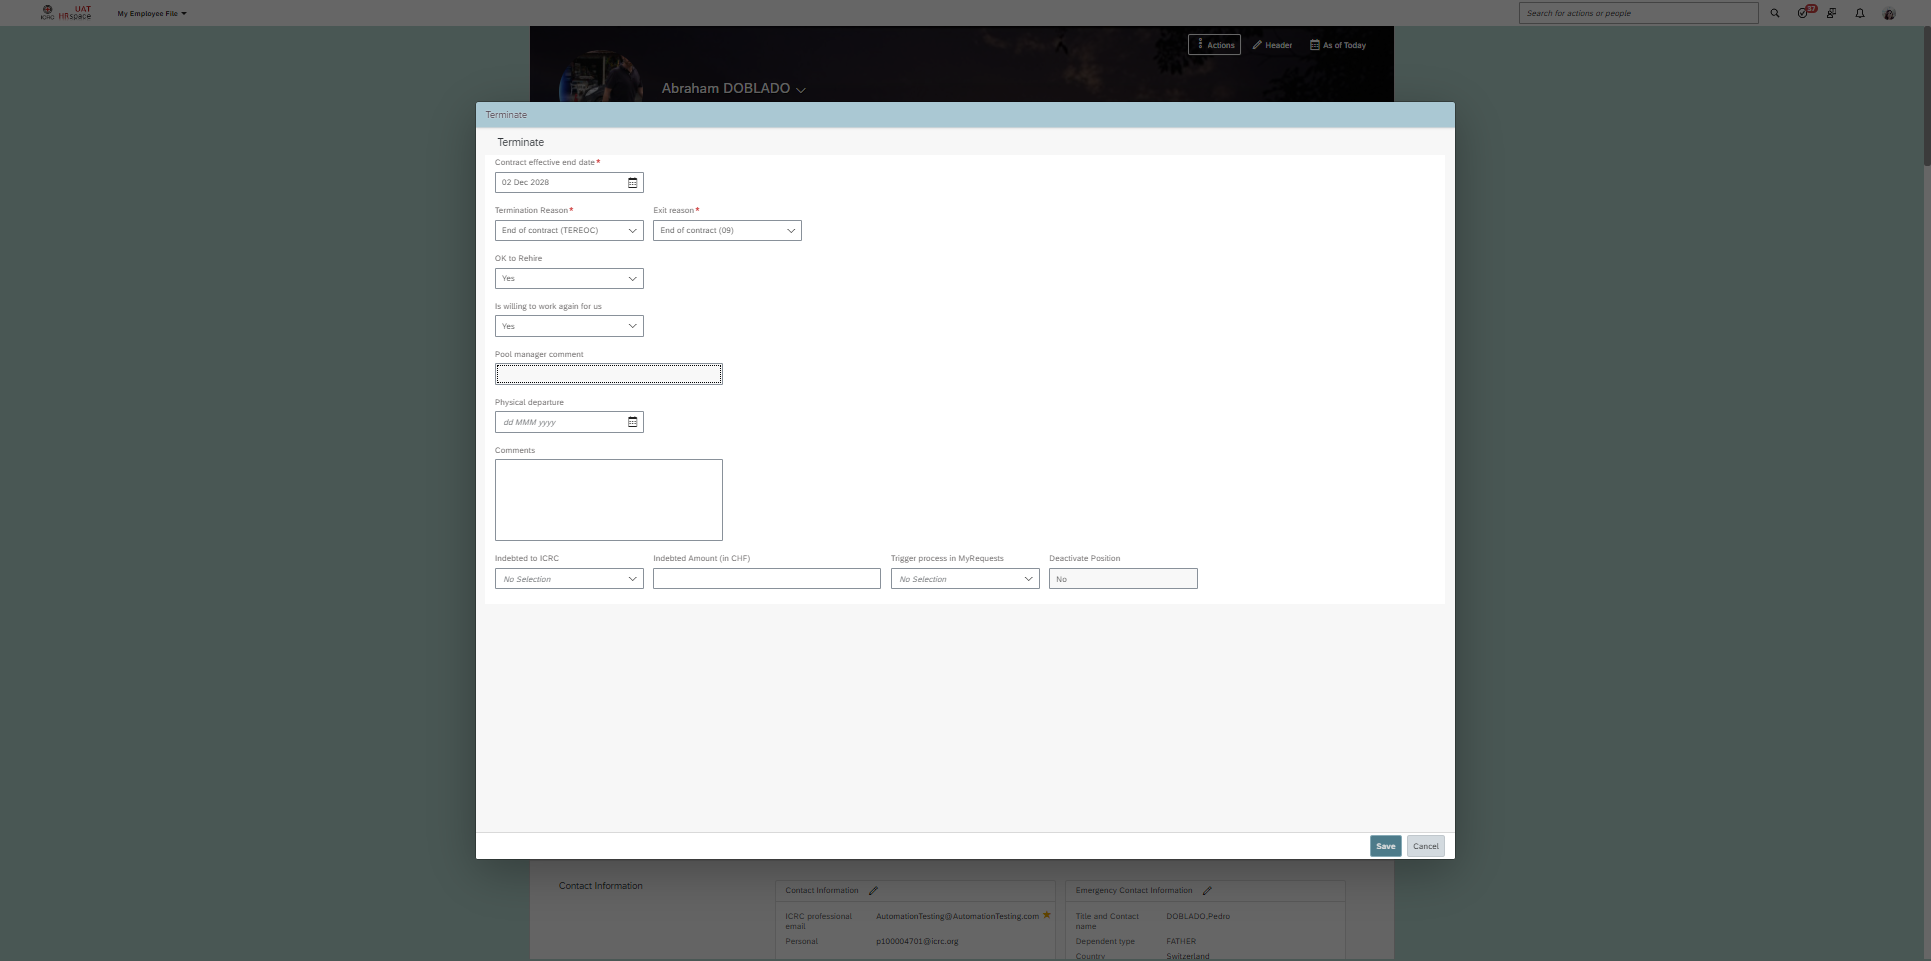 ICRC
UAT
HRspace
My Employee File
Search for actions or people
37
Actions
Header
As of Today
Abraham DOBLADO
Terminate
Terminate
Contract effective end date*
02 Dec 2028
Termination Reason* Exit reason*
End of contract (TEREOC) End of contract (09)
OK to Rehire
Yes
Is willing to work again for us
Yes
Pool manager comment
Physical departure
dd MMM yyyy
Comments
Indebted to ICRC Indebted Amount (in CHF) Trigger process in MyRequests Deactivate Position
No Selection No Selection No
Save Cancel
Contact Information
Contact Information
ICRC professional email AutomationTesting@AutomationTesting.com
Personal p100004701@icrc.org
Emergency Contact Information
Title and Contact name DOBLADO,Pedro
Dependent type FATHER
Country Switzerland